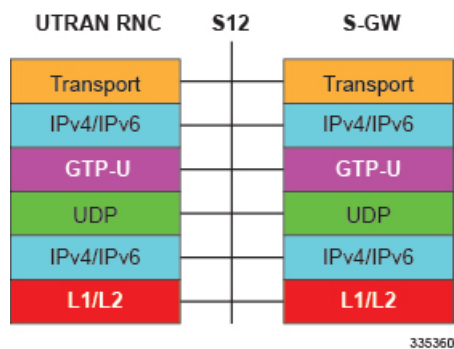 UTRAN RNC S12 S-GW
Transport Transport
IPv4/IPv6 IPv4/IPv6
GTP-U GTP-U
UDP UDP
IPv4/IPv6 IPv4/IPv6
L1/L2 L1/L2
335360